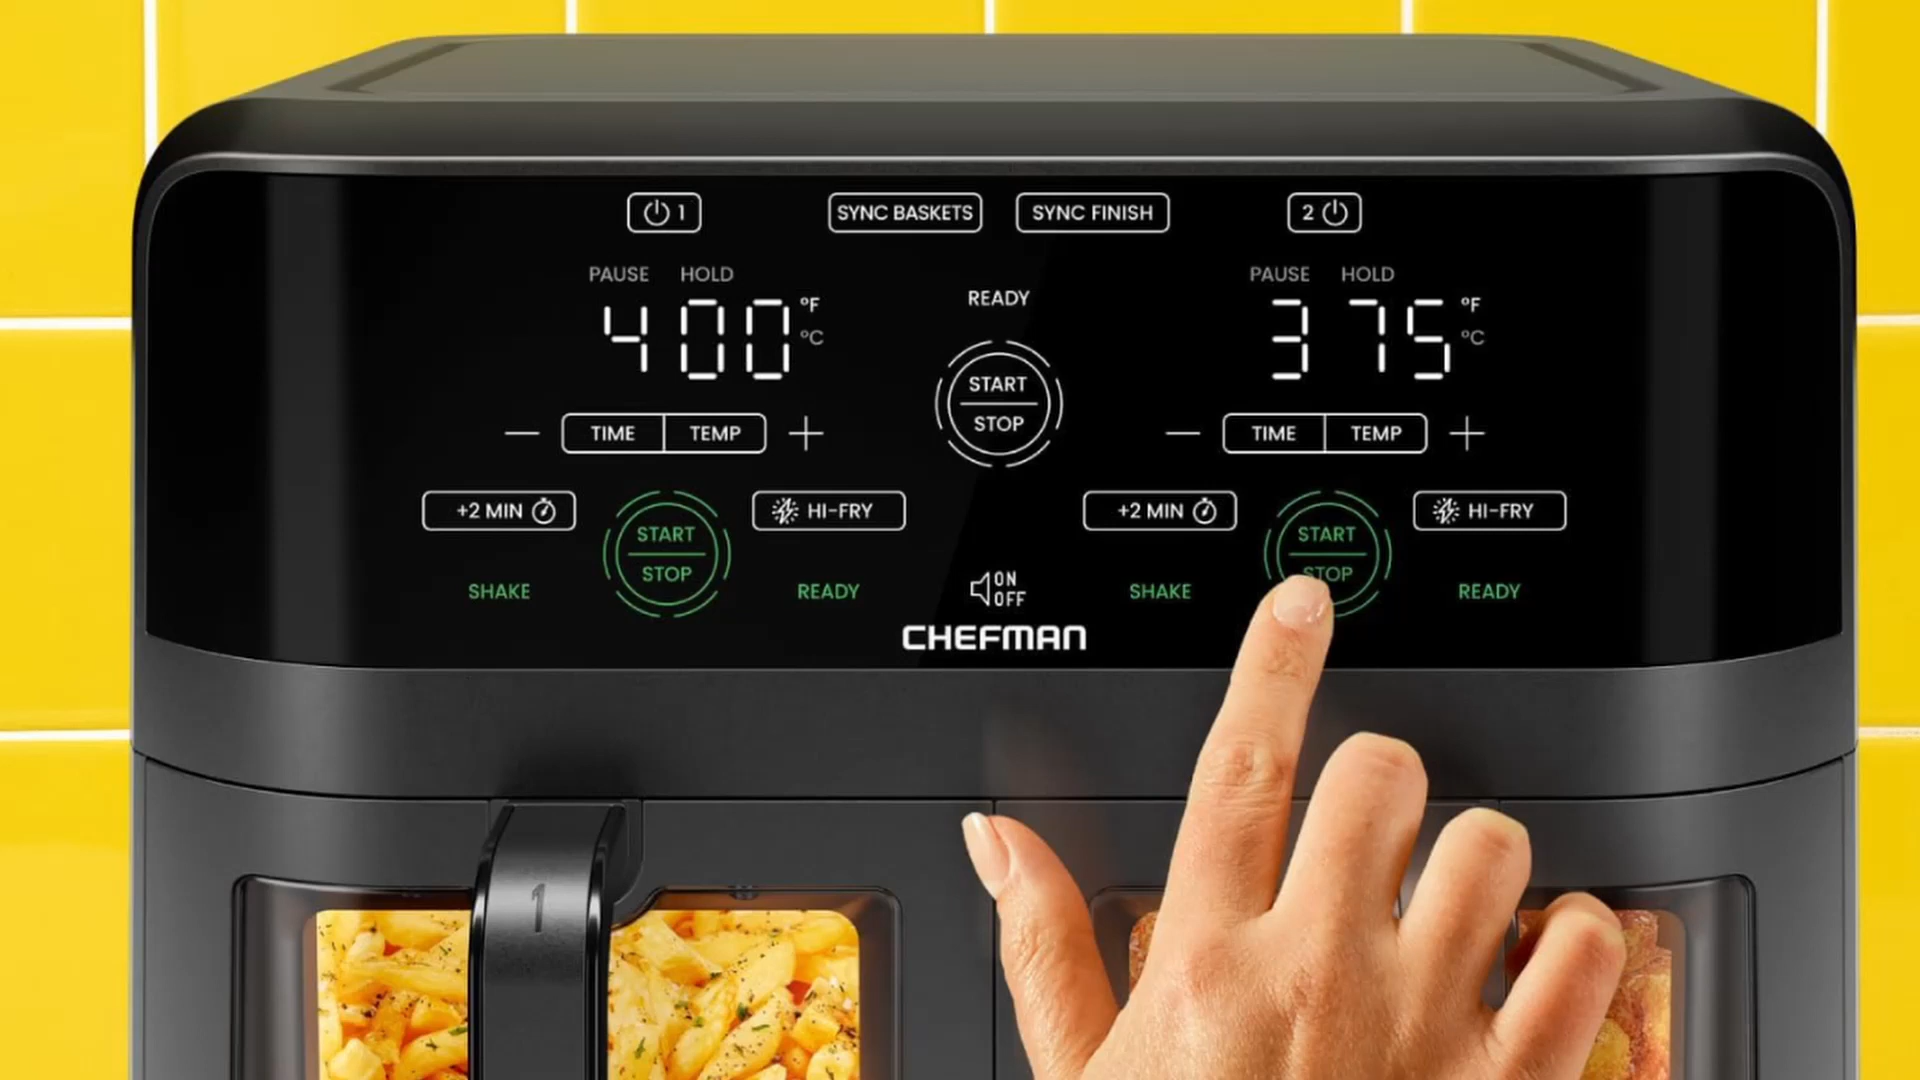 ⏻ 1
SYNC BASKETS
SYNC FINISH
2 ⏻
PAUSE HOLD
400 °F
°C
TIME TEMP
+2 MIN
START
STOP
HI-FRY
SHAKE
READY
READY
START
STOP
ON
OFF
CHEFMAN
PAUSE HOLD
375 °F
°C
TIME TEMP
+2 MIN
START
STOP
HI-FRY
SHAKE
READY
1